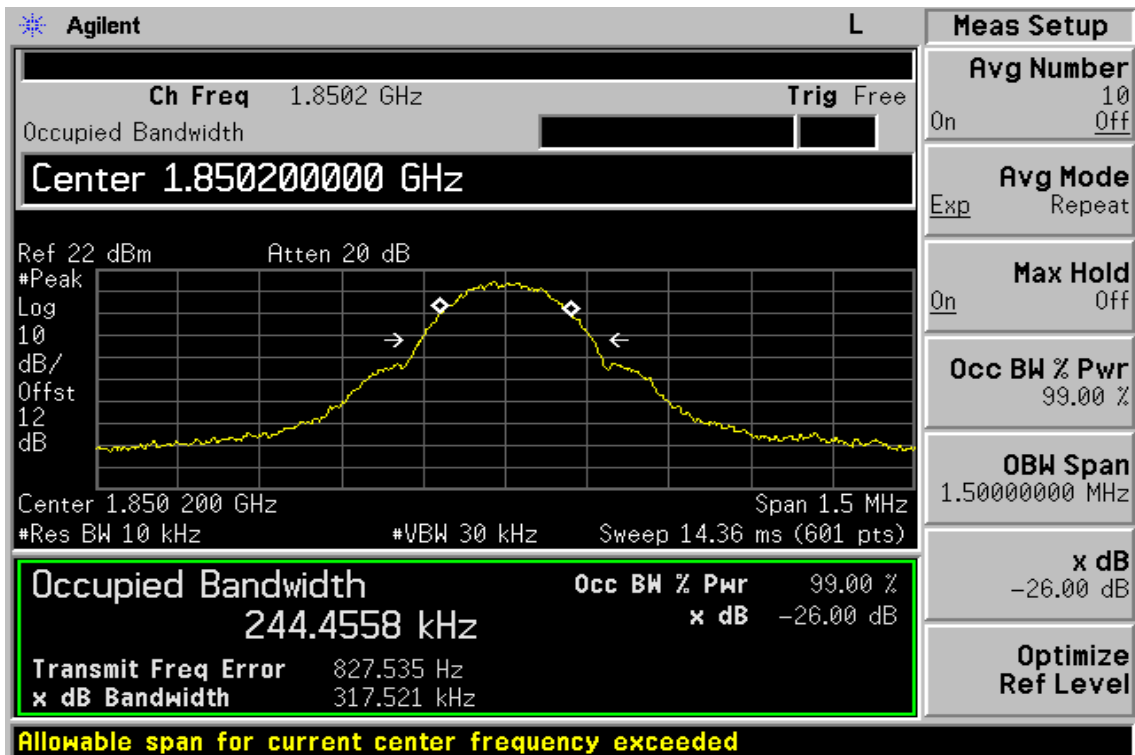 Agilent L
Ch Freq 1.8502 GHz Trig Free
Occupied Bandwidth
Center 1.850200000 GHz
Ref 22 dBm Atten 20 dB
#Peak
Log
10
dB/
Offst
12
dB
Center 1.850 200 GHz Span 1.5 MHz
#Res BW 10 kHz #VBW 30 kHz Sweep 14.36 ms (601 pts)
Occupied Bandwidth Occ BW % Pwr 99.00 %
244.4558 kHz x dB -26.00 dB
Transmit Freq Error 827.535 Hz
x dB Bandwidth 317.521 kHz
Allowable span for current center frequency exceeded
Meas Setup
Avg Number
10
On Off
Avg Mode
Exp Repeat
Max Hold
On Off
Occ BW % Pwr
99.00 %
OBW Span
1.50000000 MHz
x dB
-26.00 dB
Optimize
Ref Level